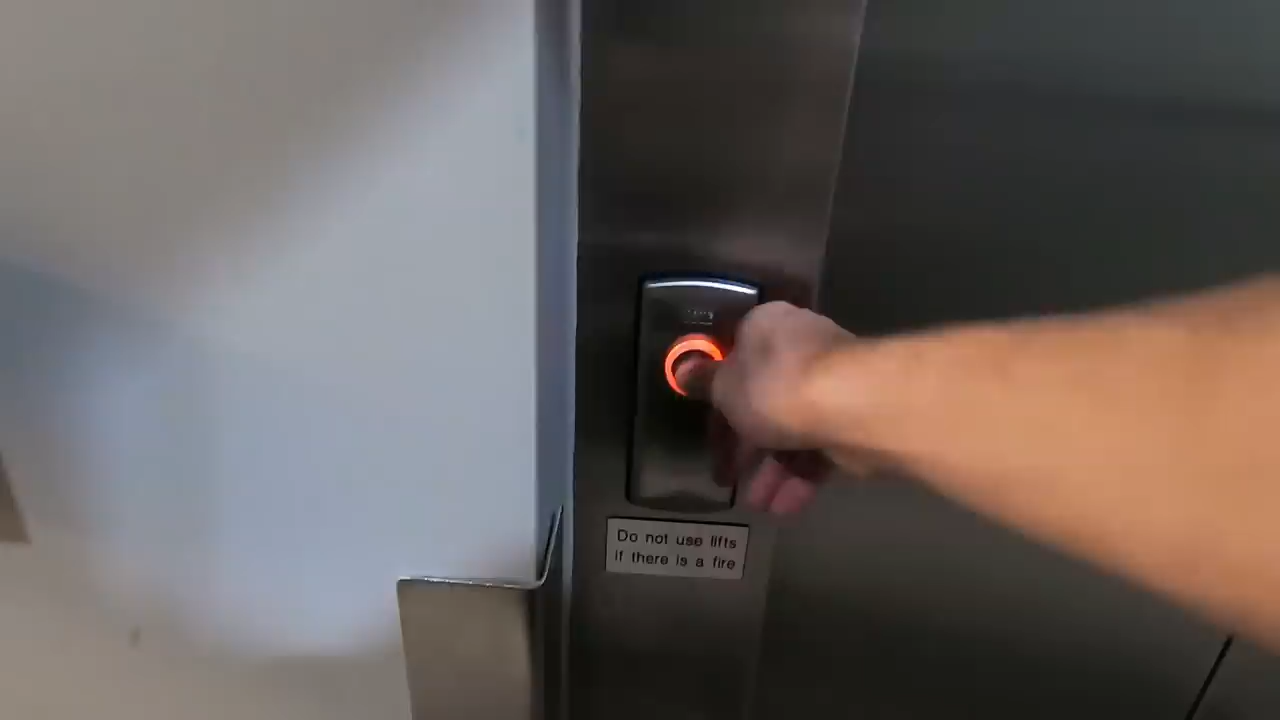 Do not use lifts
if there is a fire